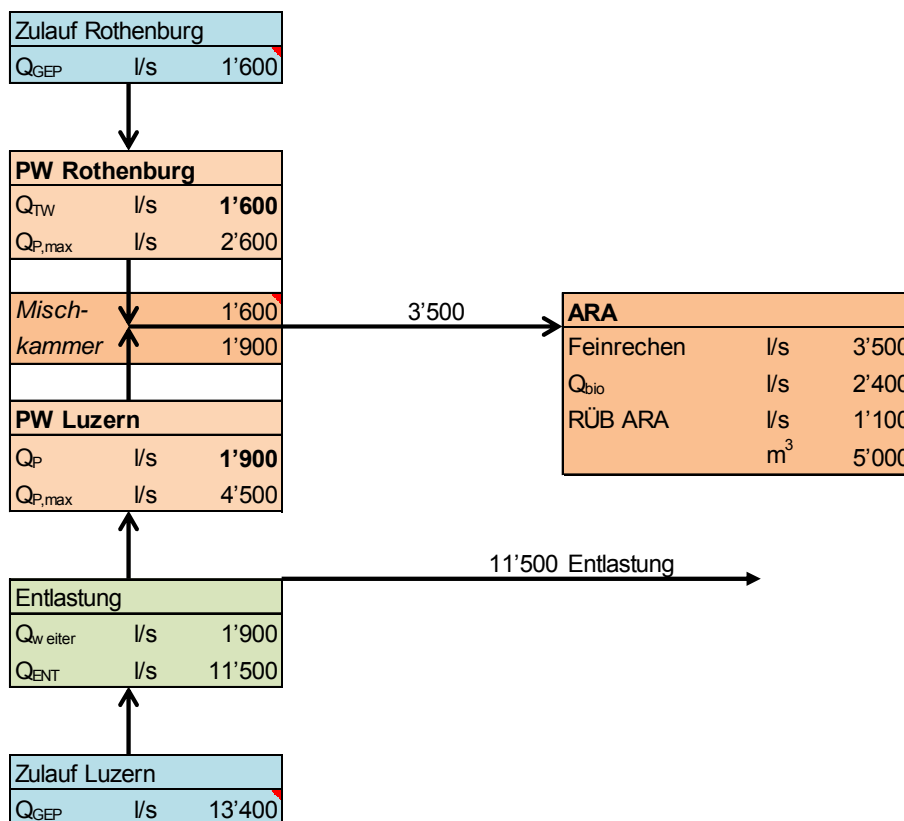 Zulauf Rothenburg
QGEP l/s 1’600
PW Rothenburg
QTW l/s 1’600
QP,max l/s 2’600
Misch- 1’600
kammer 1’900
3’500
ARA
Feinrechen l/s 3’500
Qbio l/s 2’400
RÜB ARA l/s 1’100
m3 5’000
PW Luzern
QP l/s 1’900
QP,max l/s 4’500
11’500 Entlastung
Entlastung
Qw eiter l/s 1’900
QENT l/s 11’500
Zulauf Luzern
QGEP l/s 13’400